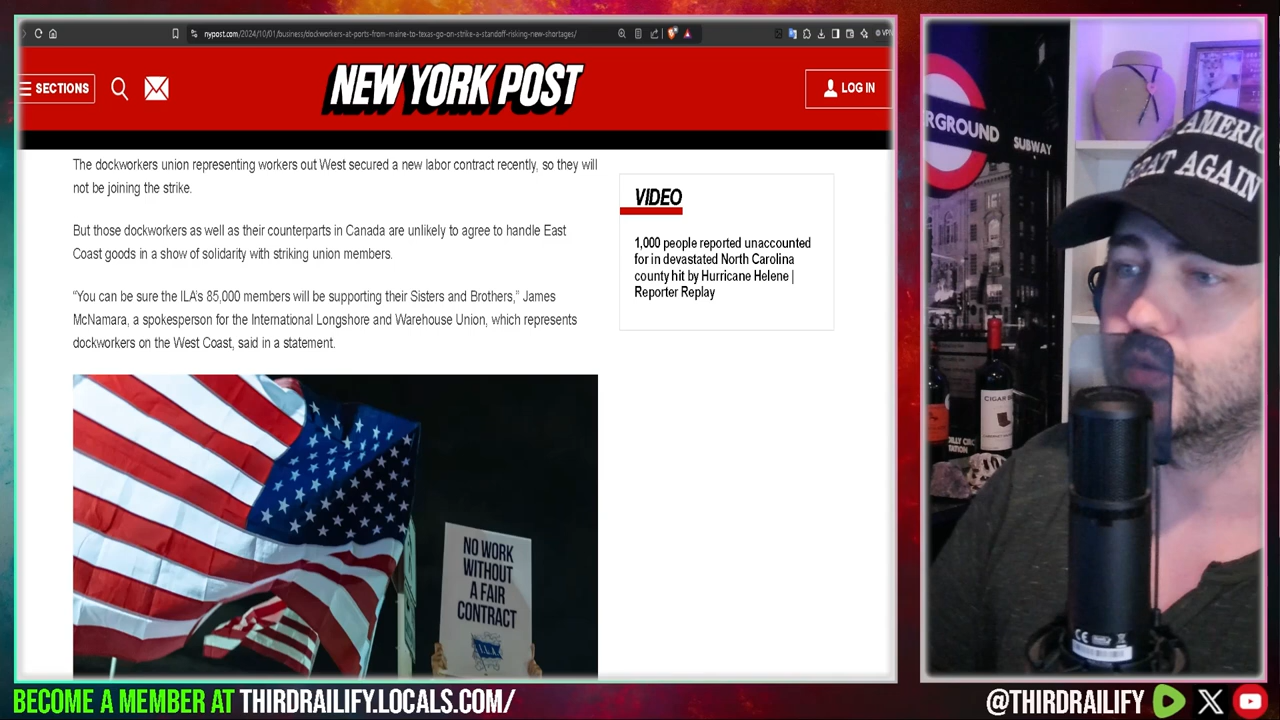 nypost.com/2024/10/01/business/dockworkers-at-ports-from-maine-to-texas-go-on-strike-a-standoff-risking-new-shortages/
SECTIONS
NEW YORK POST
LOG IN
The dockworkers union representing workers out West secured a new labor contract recently, so they will
not be joining the strike.
But those dockworkers as well as their counterparts in Canada are unlikely to agree to handle East
Coast goods in a show of solidarity with striking union members.
“You can be sure the ILA’s 85,000 members will be supporting their Sisters and Brothers,” James
McNamara, a spokesperson for the International Longshore and Warehouse Union, which represents
dockworkers on the West Coast, said in a statement.
VIDEO
1,000 people reported unaccounted
for in devastated North Carolina
county hit by Hurricane Helene |
Reporter Replay
NO WORK
WITHOUT
A FAIR
CONTRACT
ILA
RGROUND
SUBWAY
AMERIC
AT AGAIN
CIGAR B
BECOME A MEMBER AT THIRDRAILIFY.LOCALS.COM/
@THIRDRAILIFY